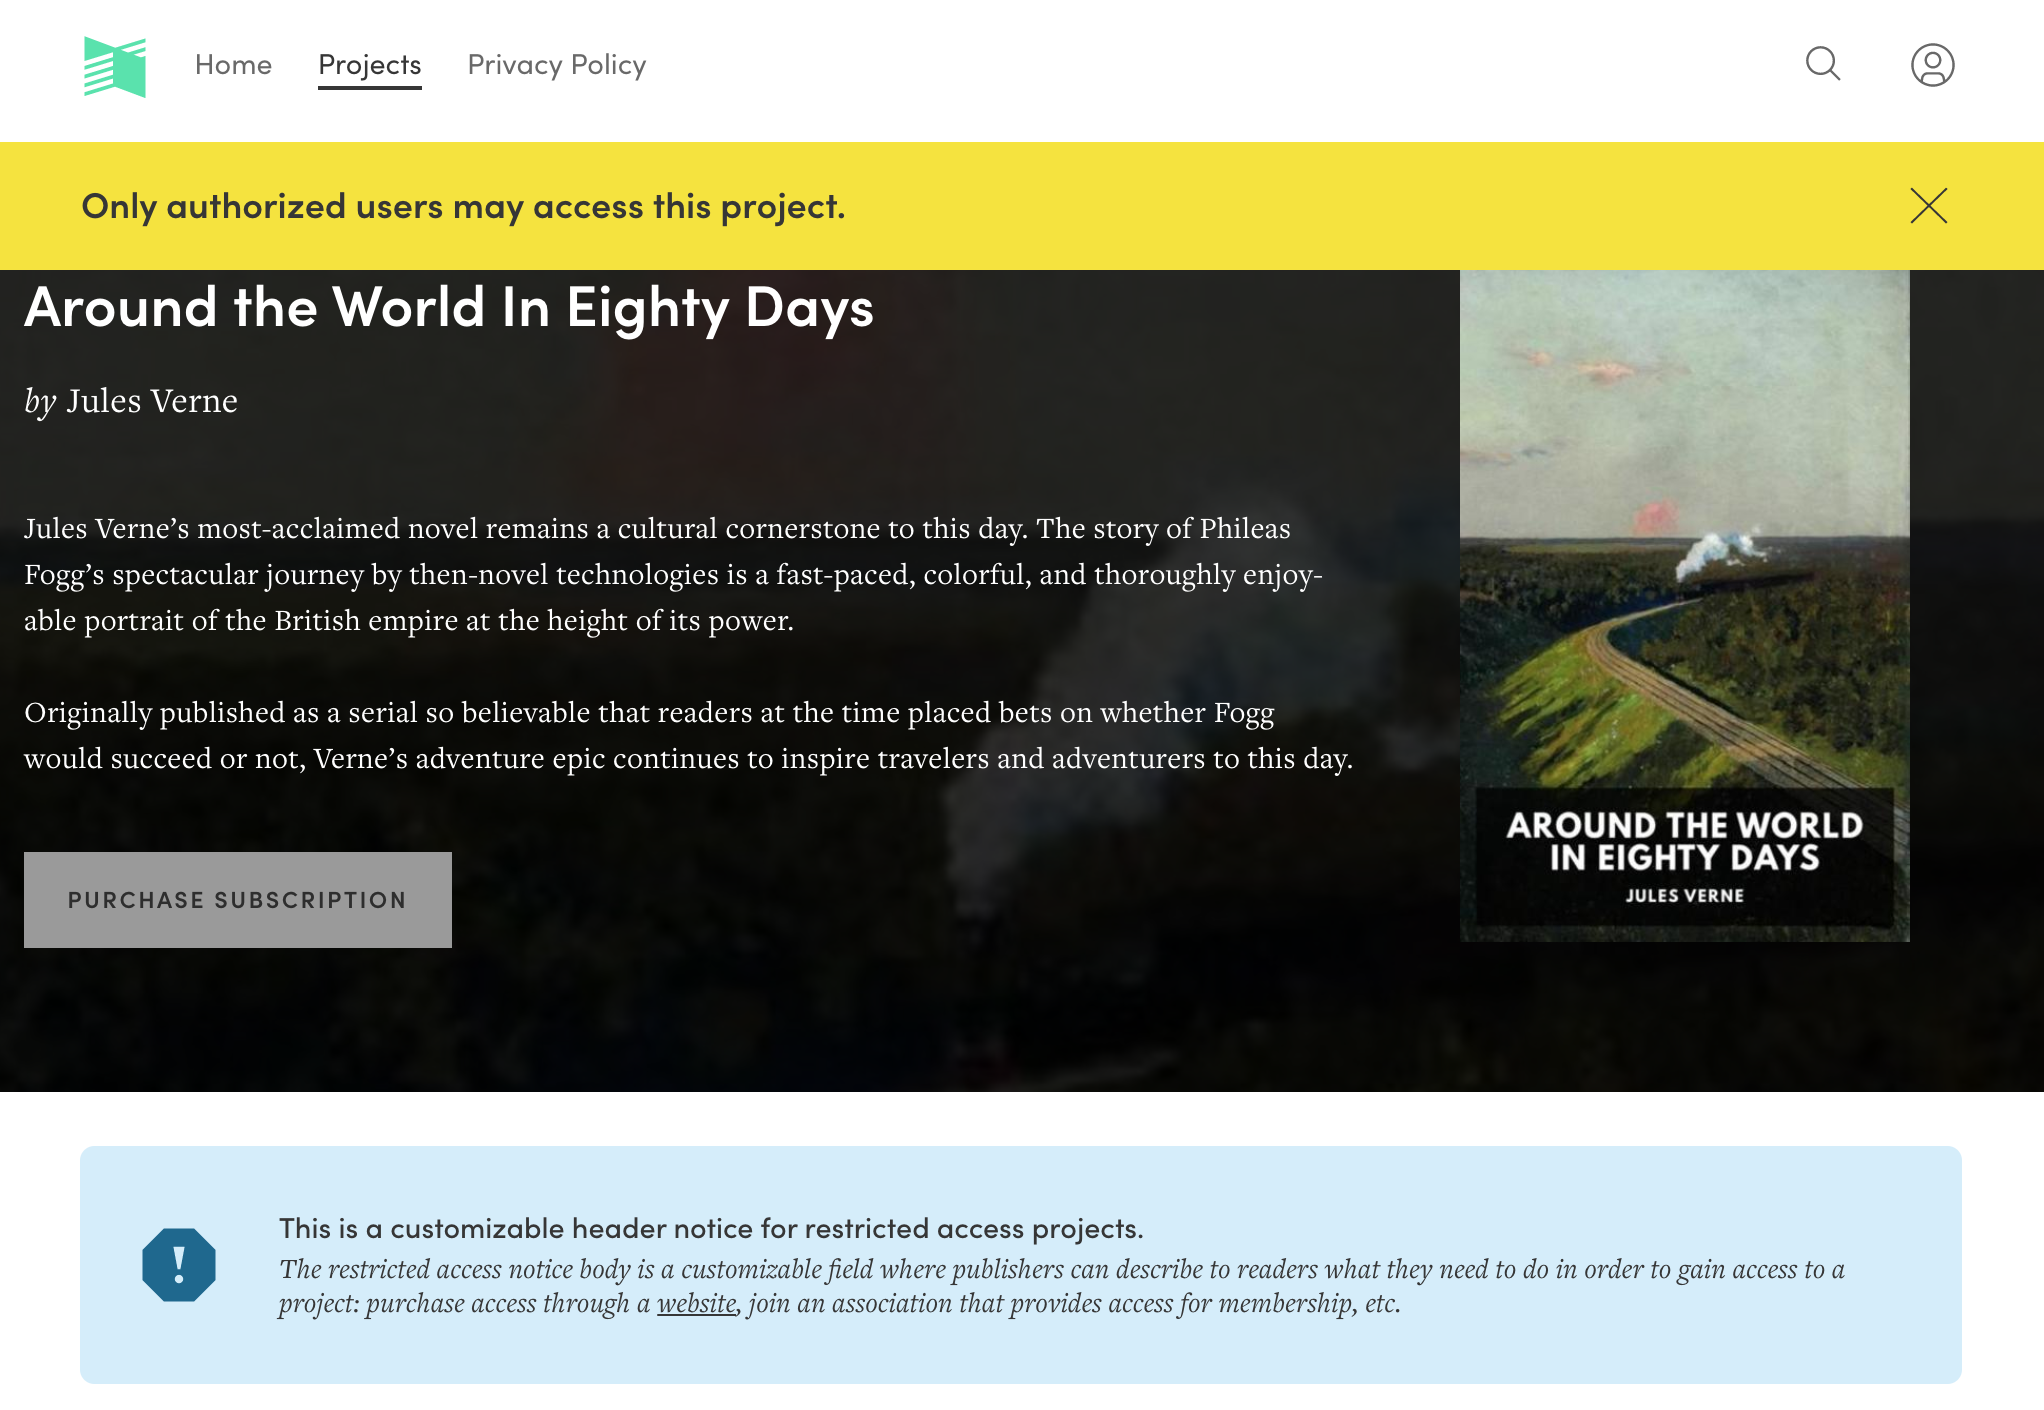 Home Projects Privacy Policy
Only authorized users may access this project.
Around the World In Eighty Days
by Jules Verne
Jules Verne’s most-acclaimed novel remains a cultural cornerstone to this day. The story of Phileas
Fogg’s spectacular journey by then-novel technologies is a fast-paced, colorful, and thoroughly enjoy-
able portrait of the British empire at the height of its power.
Originally published as a serial so believable that readers at the time placed bets on whether Fogg
would succeed or not, Verne’s adventure epic continues to inspire travelers and adventurers to this day.
PURCHASE SUBSCRIPTION
AROUND THE WORLD
IN EIGHTY DAYS
JULES VERNE
This is a customizable header notice for restricted access projects.
The restricted access notice body is a customizable field where publishers can describe to readers what they need to do in order to gain access to a
project: purchase access through a website, join an association that provides access for membership, etc.